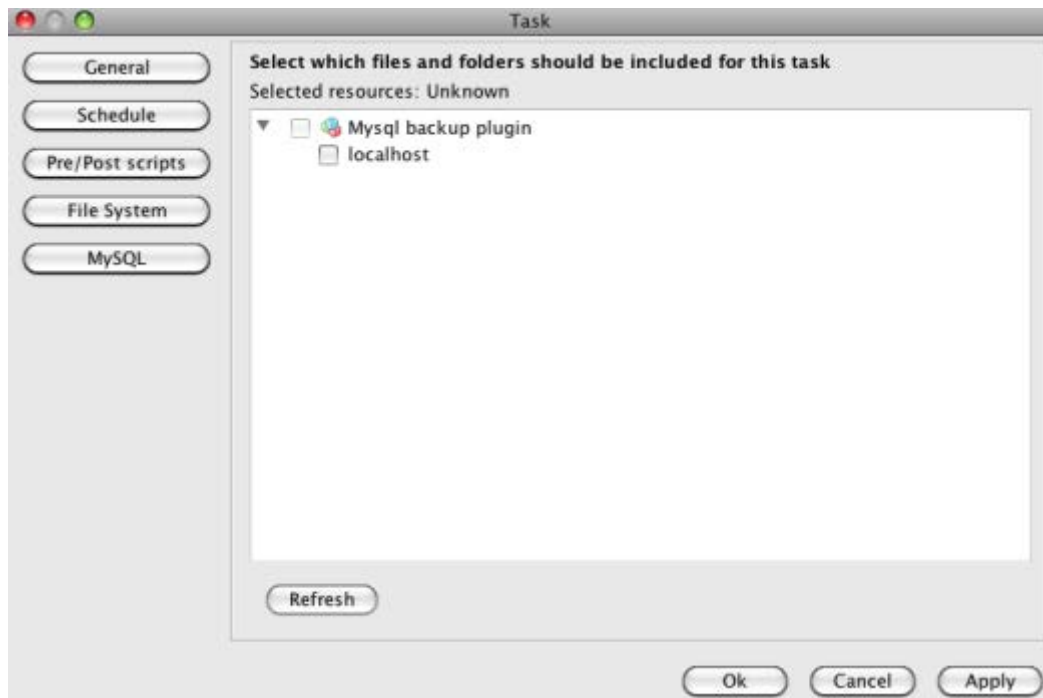 Task
General
Schedule
Pre/Post scripts
File System
MySQL
Select which files and folders should be included for this task
Selected resources: Unknown
Mysql backup plugin
localhost
Refresh
Ok
Cancel
Apply